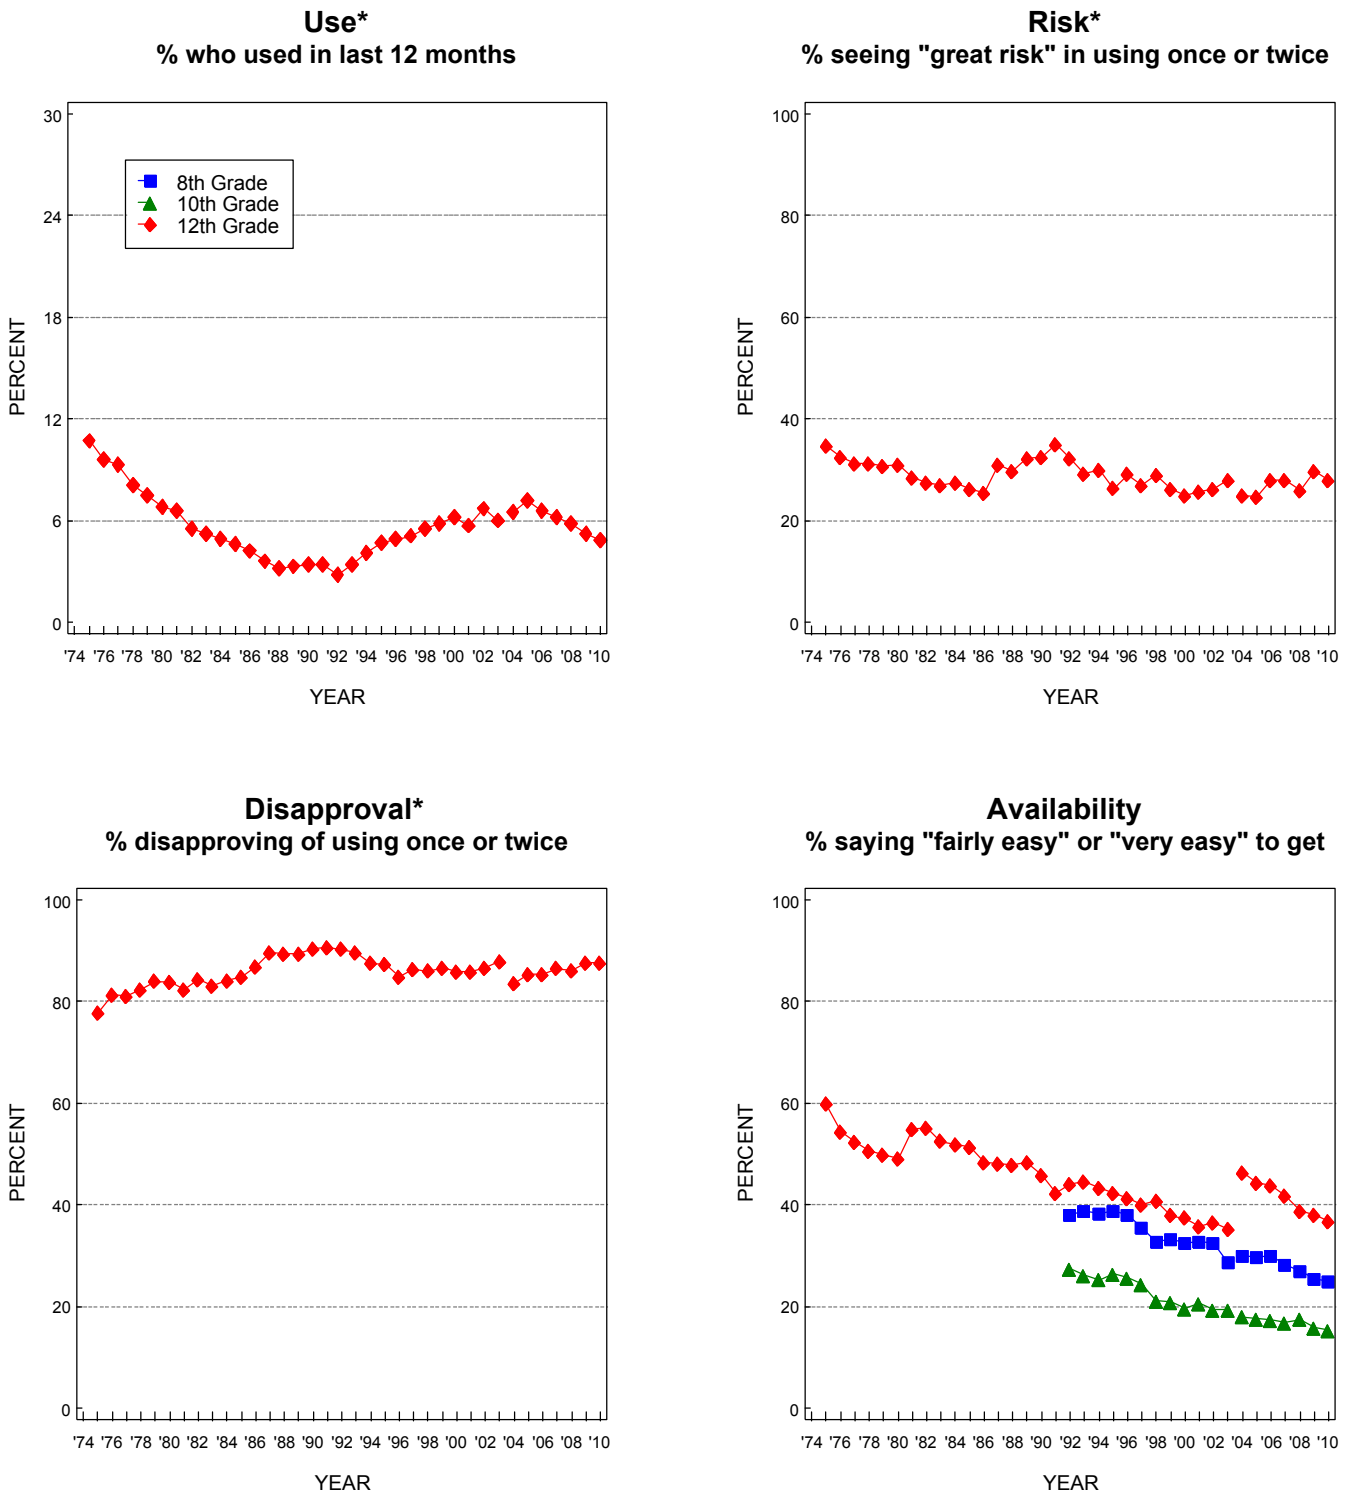 Use*
% who used in last 12 months
30
24
18
12
6
0
PERCENT
8th Grade
10th Grade
12th Grade
'74 '76 '78 '80 '82 '84 '86 '88 '90 '92 '94 '96 '98 '00 '02 '04 '06 '08 '10
YEAR
Risk*
% seeing "great risk" in using once or twice
100
80
60
40
20
0
PERCENT
'74 '76 '78 '80 '82 '84 '86 '88 '90 '92 '94 '96 '98 '00 '02 '04 '06 '08 '10
YEAR
Disapproval*
% disapproving of using once or twice
100
80
60
40
20
0
PERCENT
'74 '76 '78 '80 '82 '84 '86 '88 '90 '92 '94 '96 '98 '00 '02 '04 '06 '08 '10
YEAR
Availability
% saying "fairly easy" or "very easy" to get
100
80
60
40
20
0
PERCENT
'74 '76 '78 '80 '82 '84 '86 '88 '90 '92 '94 '96 '98 '00 '02 '04 '06 '08 '10
YEAR